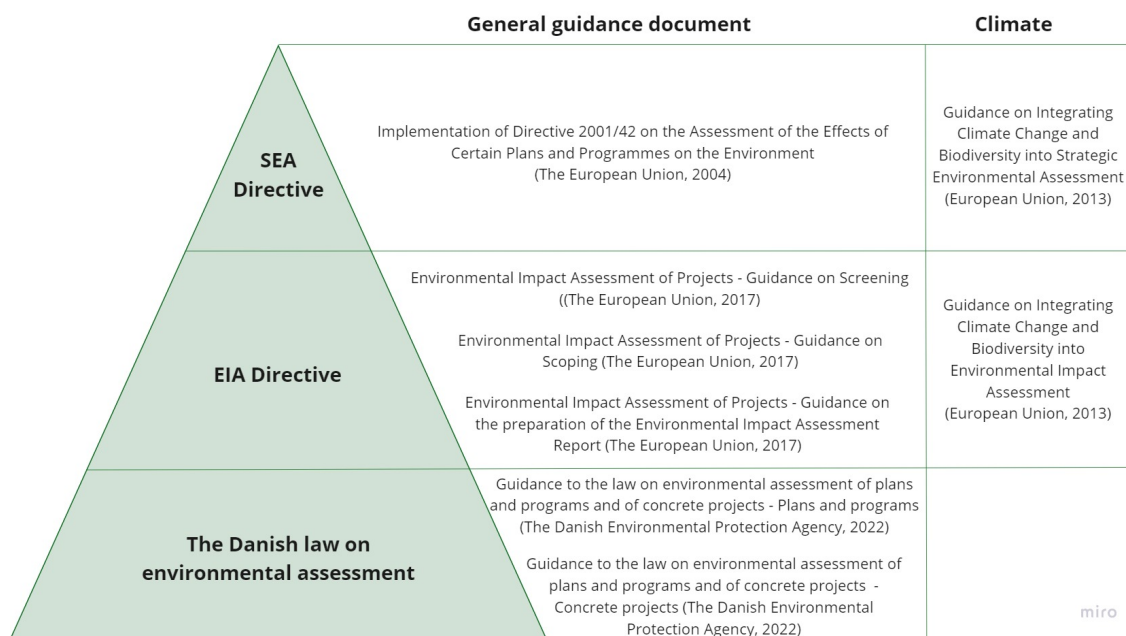 General guidance document
Climate
SEA
Directive
Implementation of Directive 2001/42 on the Assessment of the Effects of
Certain Plans and Programmes on the Environment
(The European Union, 2004)
Guidance on Integrating
Climate Change and
Biodiversity into Strategic
Environmental Assessment
(European Union, 2013)
EIA Directive
Environmental Impact Assessment of Projects - Guidance on Screening
((The European Union, 2017)
Environmental Impact Assessment of Projects - Guidance on
Scoping (The European Union, 2017)
Environmental Impact Assessment of Projects - Guidance on
the preparation of the Environmental Impact Assessment
Report (The European Union, 2017)
Guidance on Integrating
Climate Change and
Biodiversity into
Environmental Impact
Assessment
(European Union, 2013)
The Danish law on
environmental assessment
Guidance to the law on environmental assessment of plans
and programs and of concrete projects - Plans and programs
(The Danish Environmental Protection Agency, 2022)
Guidance to the law on environmental assessment of
plans and programs and of concrete projects -
Concrete projects (The Danish Environmental
Protection Agency, 2022)
miro